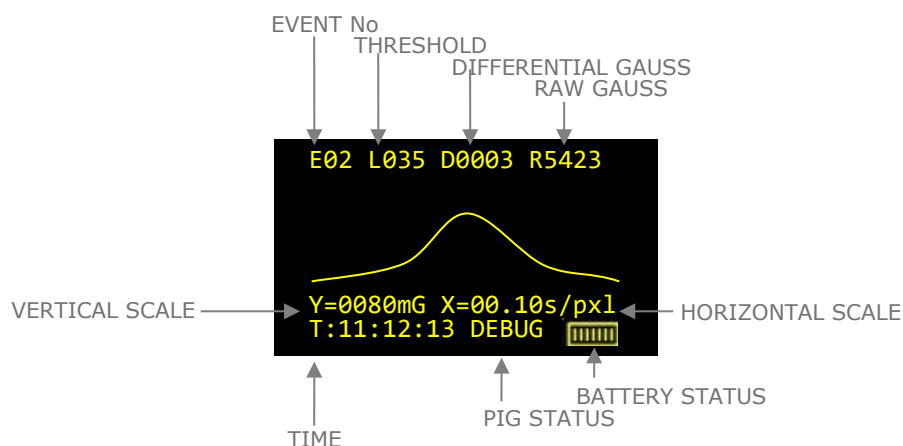 EVENT No
THRESHOLD
DIFFERENTIAL GAUSS
RAW GAUSS
E02 L035 D0003 R5423
VERTICAL SCALE
Y=0080mG X=00.10s/pxl
HORIZONTAL SCALE
T:11:12:13 DEBUG
BATTERY STATUS
PIG STATUS
TIME